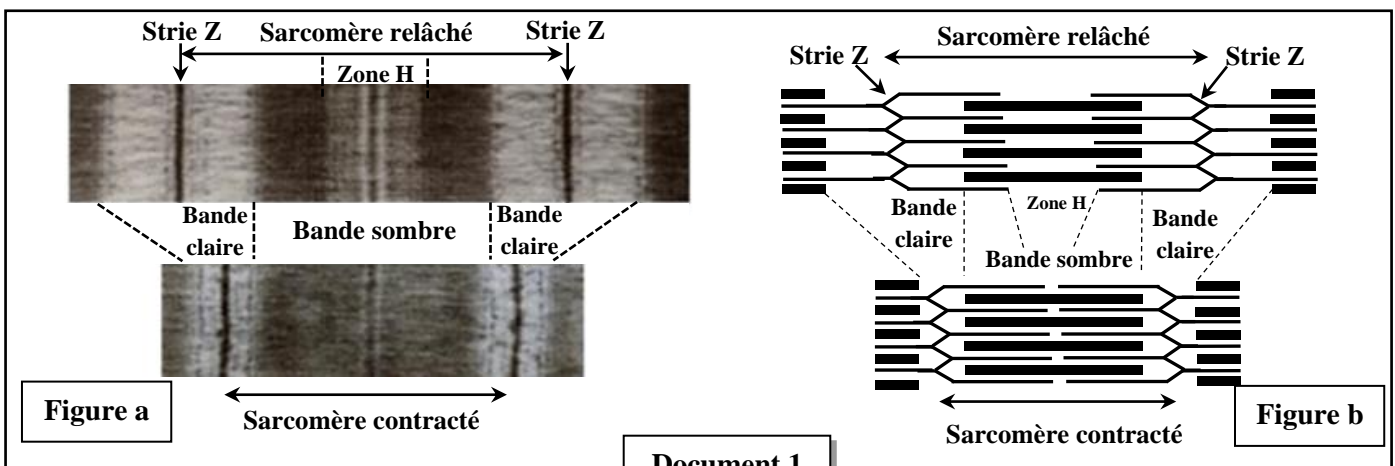 Strie Z
Sarcomère relâché
Strie Z
Zone H
Bande claire
Bande sombre
Bande claire
Figure a
Sarcomère contracté
Sarcomère relâché
Strie Z
Strie Z
Bande claire
Zone H
Bande claire
Bande sombre
Sarcomère contracté
Figure b
Document 1